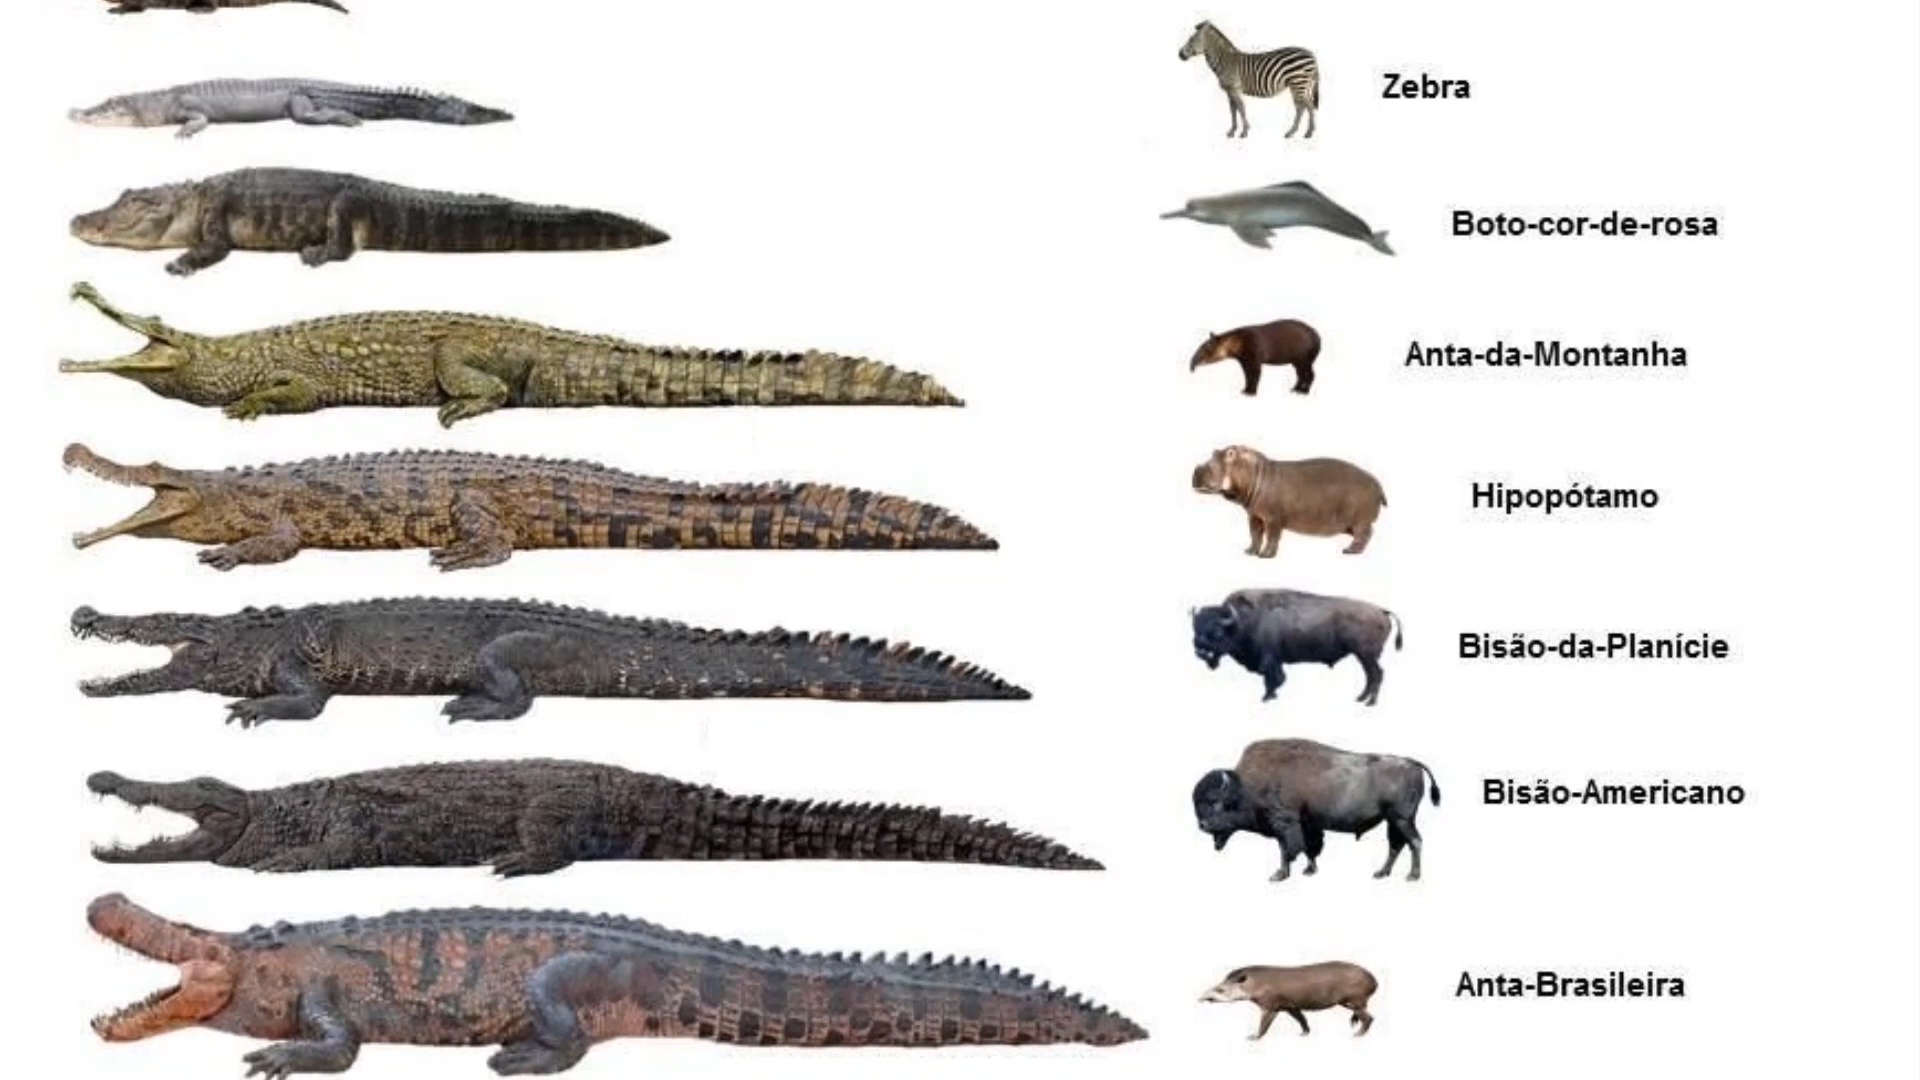 Zebra
Boto-cor-de-rosa
Anta-da-Montanha
Hipopótamo
Bisão-da-Planície
Bisão-Americano
Anta-Brasileira